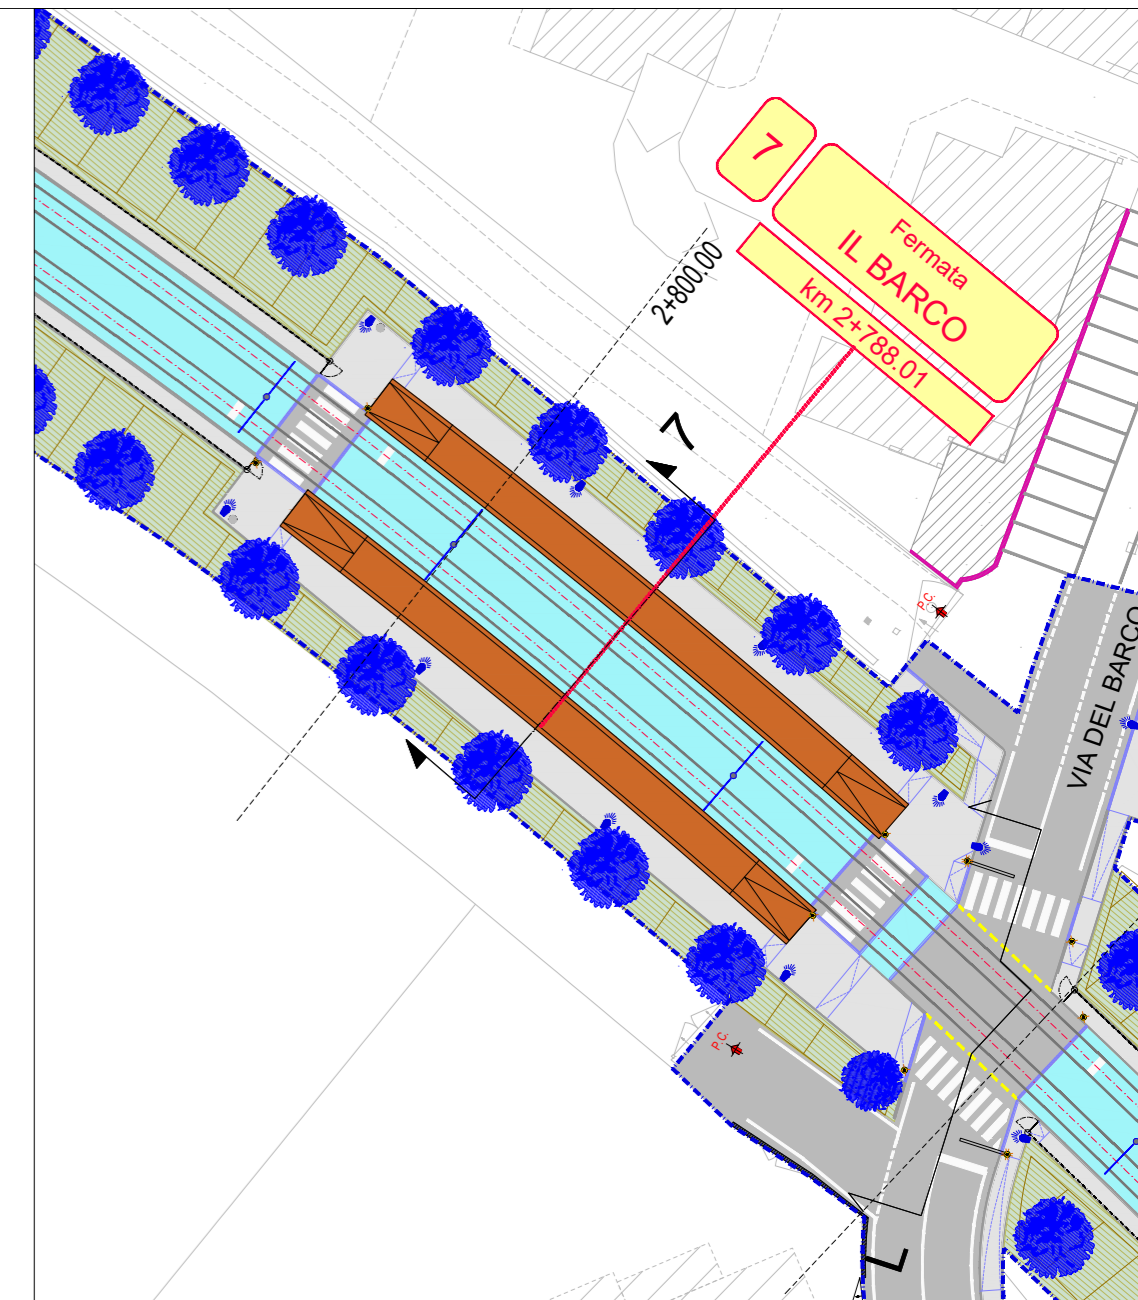 7
Fermata
IL BARCO
km 2+788.01
2+800.00
7
P.C.
VIA DEL BARCO
P.C.
L